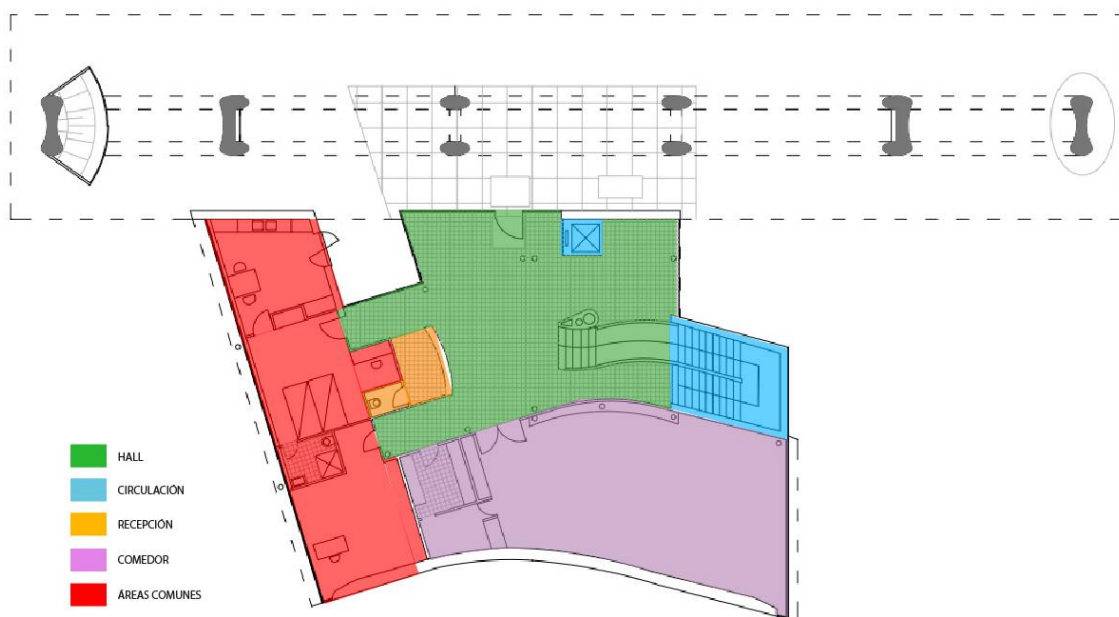 HALL
CIRCULACIÓN
RECEPCIÓN
COMEDOR
ÁREAS COMUNES